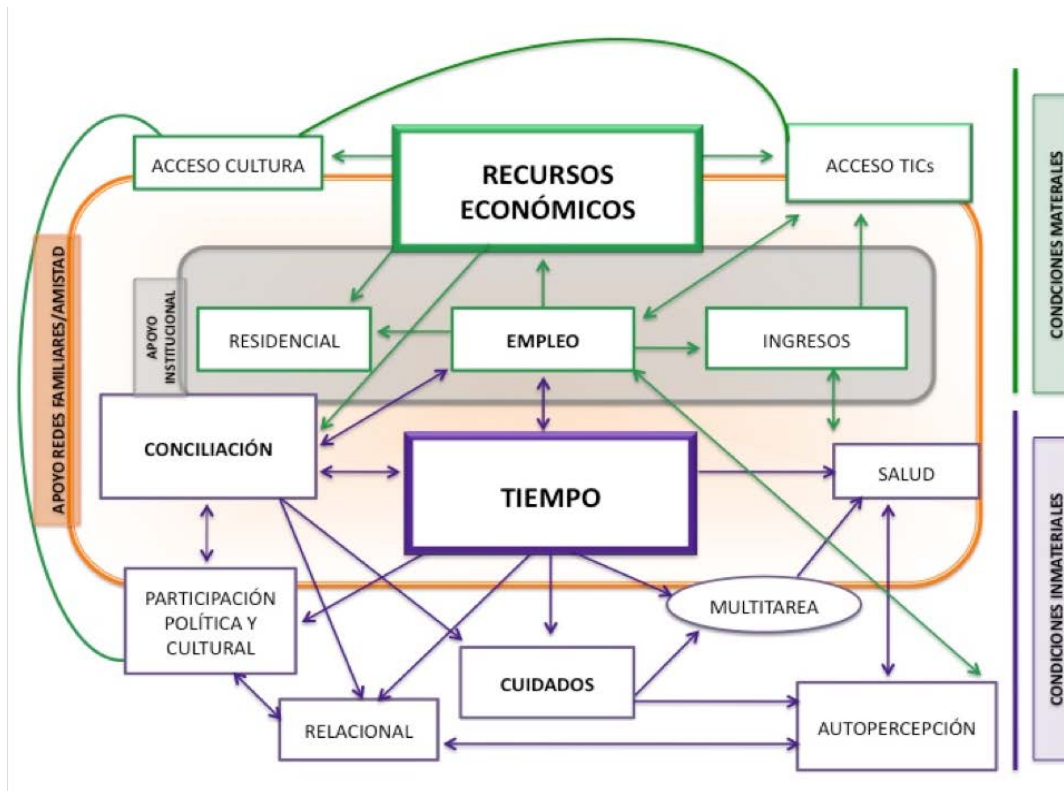 ACCESO CULTURA
RECURSOS
ECONÓMICOS
ACCESO TICs
CONDCIONES MATERALES
APOYO REDES FAMILIARES/AMISTAD
APOYO
INSTITUCIONAL
RESIDENCIAL
EMPLEO
INGRESOS
CONCILIACIÓN
TIEMPO
SALUD
CONDICIONES INMATERIALES
PARTICIPACIÓN
POLÍTICA Y
CULTURAL
MULTITAREA
CUIDADOS
RELACIONAL
AUTOPERCEPCIÓN